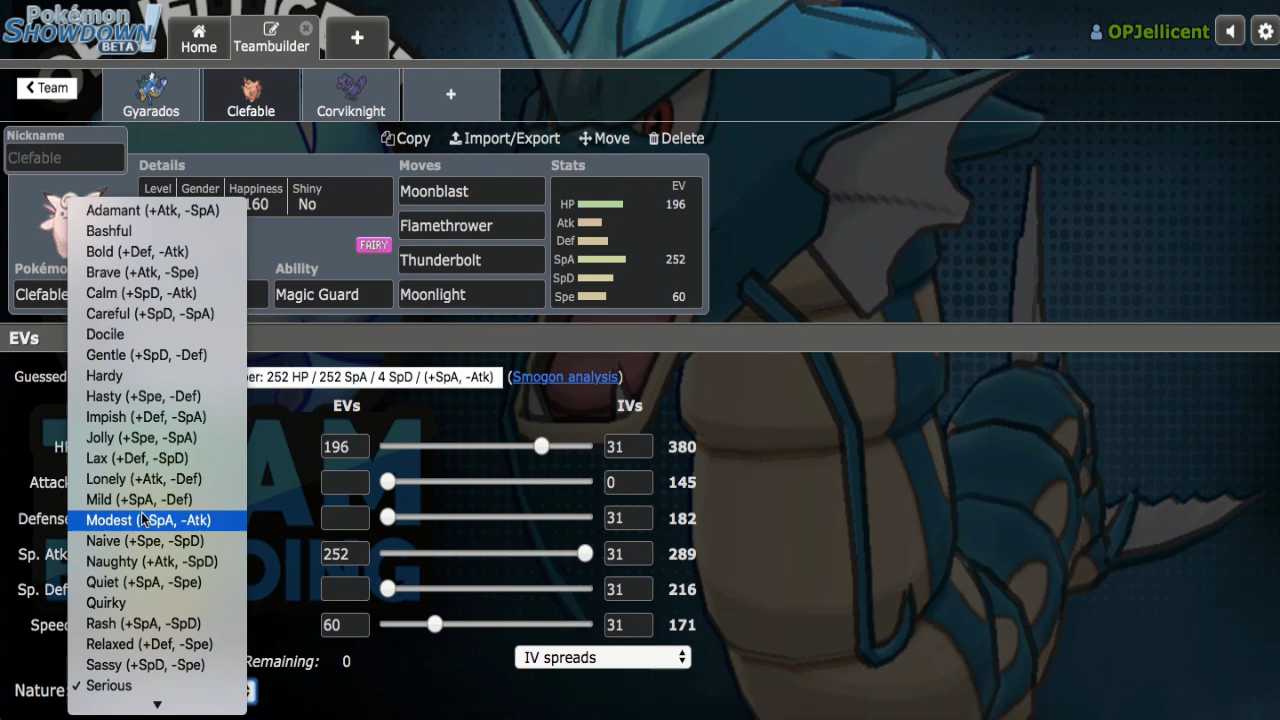 Pokémon
SHOWDOWN!
BETA
Home
Teambuilder
+
OPJellicent
Team
Gyarados
Clefable
Corviknight
+
Nickname
Clefable
Copy
Import/Export
Move
Delete
Details
Level Gender Happiness Shiny
160 No
FAIRY
Pokémo
Ability
Clefable
Magic Guard
Moves
Moonblast
Flamethrower
Thunderbolt
Moonlight
Stats
EV
HP 196
Atk
Def
SpA 252
SpD
Spe 60
Adamant (+Atk, -SpA)
Bashful
Bold (+Def, -Atk)
Brave (+Atk, -Spe)
Calm (+SpD, -Atk)
Careful (+SpD, -SpA)
Docile
Gentle (+SpD, -Def)
Hardy
Hasty (+Spe, -Def)
Impish (+Def, -SpA)
Jolly (+Spe, -SpA)
Lax (+Def, -SpD)
Lonely (+Atk, -Def)
Mild (+SpA, -Def)
Modest (+SpA, -Atk)
Naive (+Spe, -SpD)
Naughty (+Atk, -SpD)
Quiet (+SpA, -Spe)
Quirky
Rash (+SpA, -SpD)
Relaxed (+Def, -Spe)
Sassy (+SpD, -Spe)
✓ Serious
EVs
Guessed er: 252 HP / 252 SpA / 4 SpD / (+SpA, -Atk) (Smogon analysis)
EVs IVs
HP 196 31 380
Attack 0 145
Defense 31 182
Sp. Atk 252 31 289
Sp. Def 31 216
Speed 60 31 171
Remaining: 0
IV spreads
Nature: